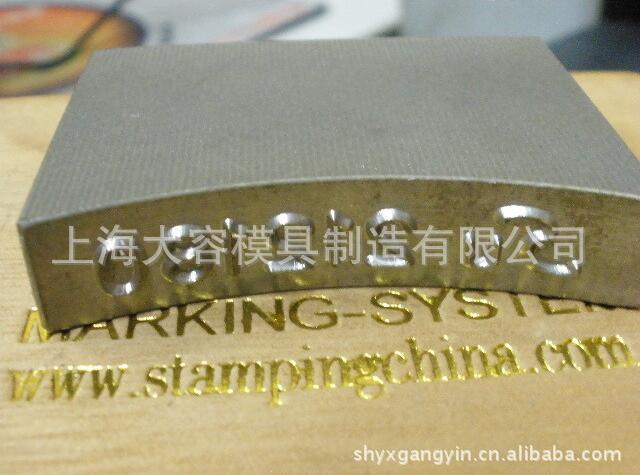 上海大容模具制造有限公司
MARKING-SYSTEM
www.stampingchina.com
shyxgangyin.cn.alibaba.com